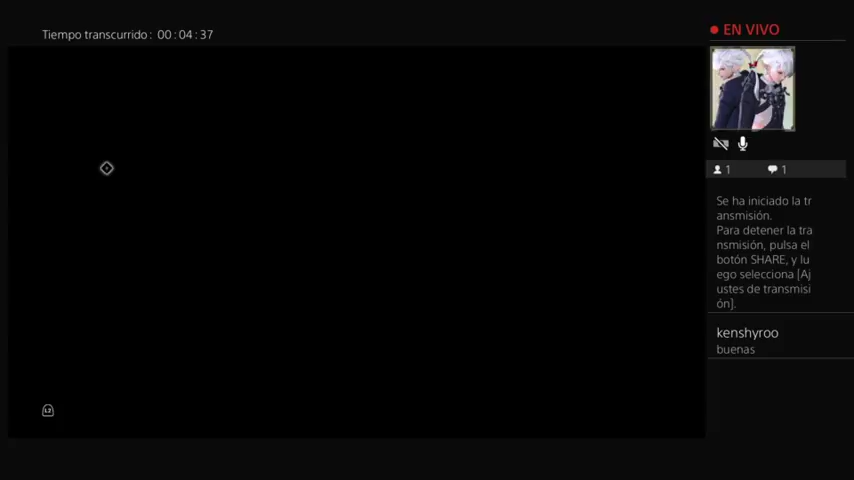 Tiempo transcurrido: 00:04:37
EN VIVO
1 1
Se ha iniciado la tr
ansmisión.
Para detener la tra
nsmisión, pulsa el
botón SHARE, y lu
ego selecciona [Aj
ustes de transmisi
ón].
kenshyroo
buenas
L2